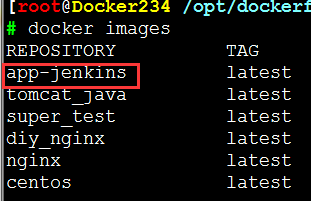 [root@Docker234 /opt/dockerf
# docker images
REPOSITORY TAG
app-jenkins latest
tomcat_java latest
super_test latest
diy_nginx latest
nginx latest
centos latest